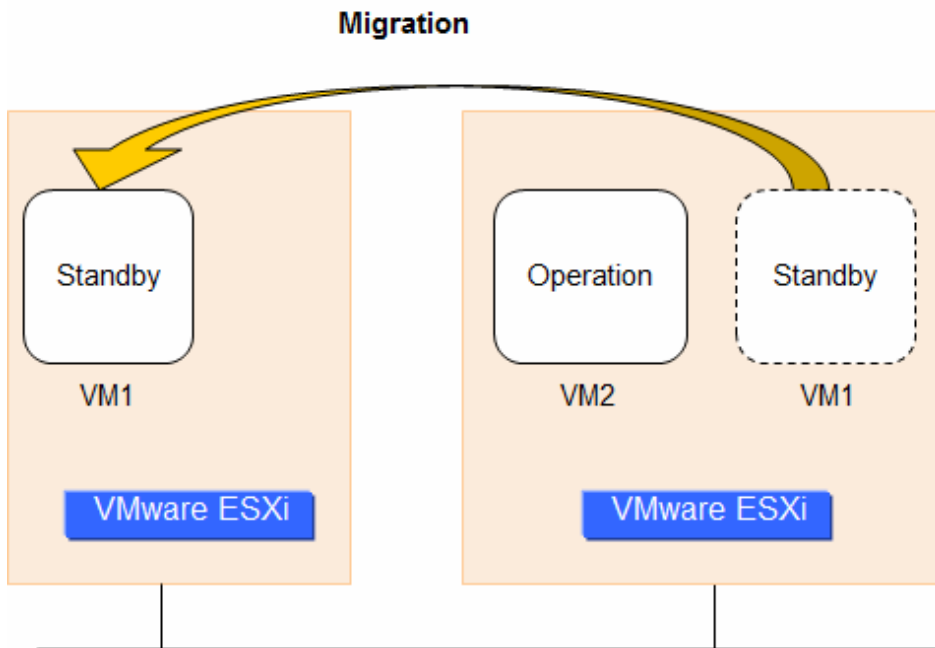 Migration
Standby
Operation
Standby
VM1
VM2
VM1
VMware ESXi
VMware ESXi